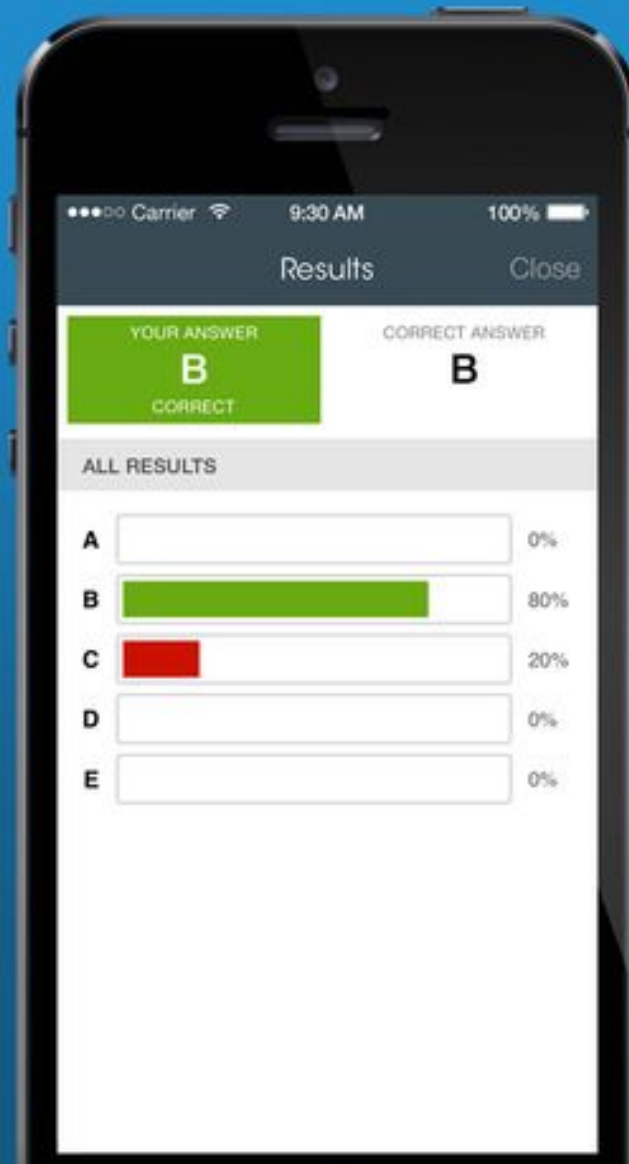 Carrier 9:30 AM 100%
Results Close
YOUR ANSWER
B
CORRECT
CORRECT ANSWER
B
ALL RESULTS
A 0%
B 80%
C 20%
D 0%
E 0%